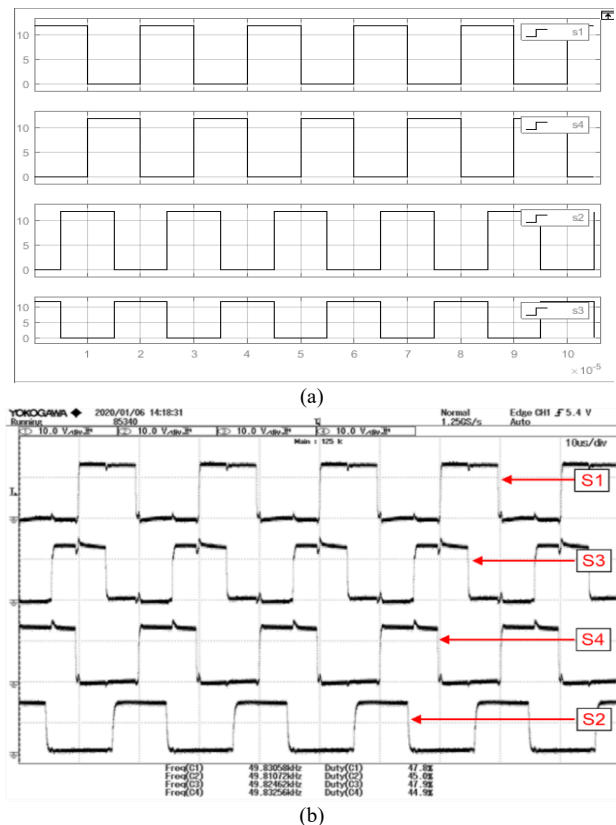 10
5
0
s1
10
5
0
s4
10
5
0
s2
10
5
0
s3
1 2 3 4 5 6 7 8 9 10
×10⁻⁵
(a)
YOKOGAWA ◆ 2020/01/06 14:18:31 Normal Edge CH1 5.4 V
Running 85340 1.25GS/s Auto
10.0 V 10.0 V 10.0 V 10.0 V
Main : 125 k 10us/div
S1
S3
S4
S2
Freq(C1) 49.83058kHz Duty(C1) 47.8%
Freq(C2) 49.81072kHz Duty(C2) 45.0%
Freq(C3) 49.82462kHz Duty(C3) 47.9%
Freq(C4) 49.83256kHz Duty(C4) 44.9%
(b)